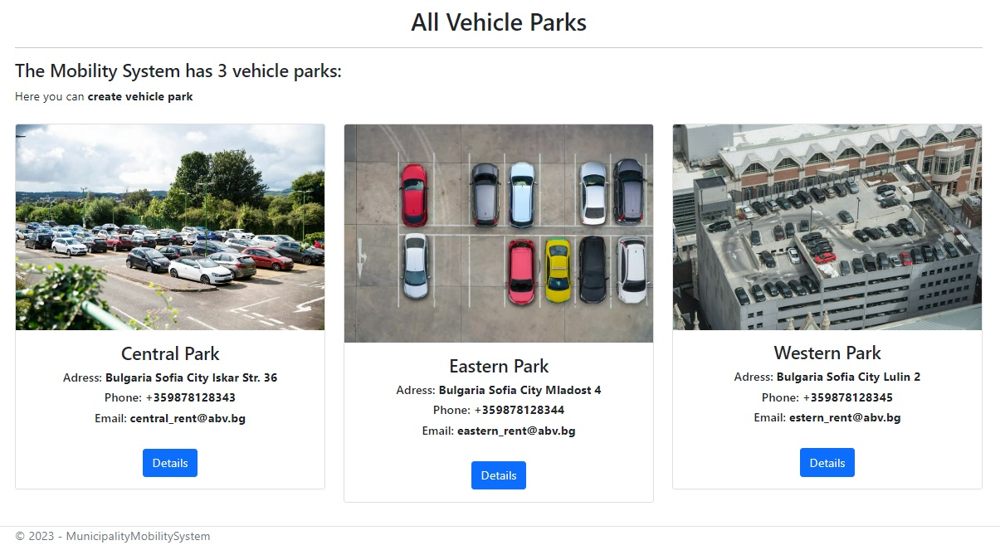 All Vehicle Parks
The Mobility System has 3 vehicle parks:
Here you can create vehicle park
Central Park
Adress: Bulgaria Sofia City Iskar Str. 36
Phone: +359878128343
Email: central_rent@abv.bg
Details
Eastern Park
Adress: Bulgaria Sofia City Mladost 4
Phone: +359878128344
Email: eastern_rent@abv.bg
Details
Western Park
Adress: Bulgaria Sofia City Lulin 2
Phone: +359878128345
Email: estern_rent@abv.bg
Details
© 2023 - MunicipalityMobilitySystem